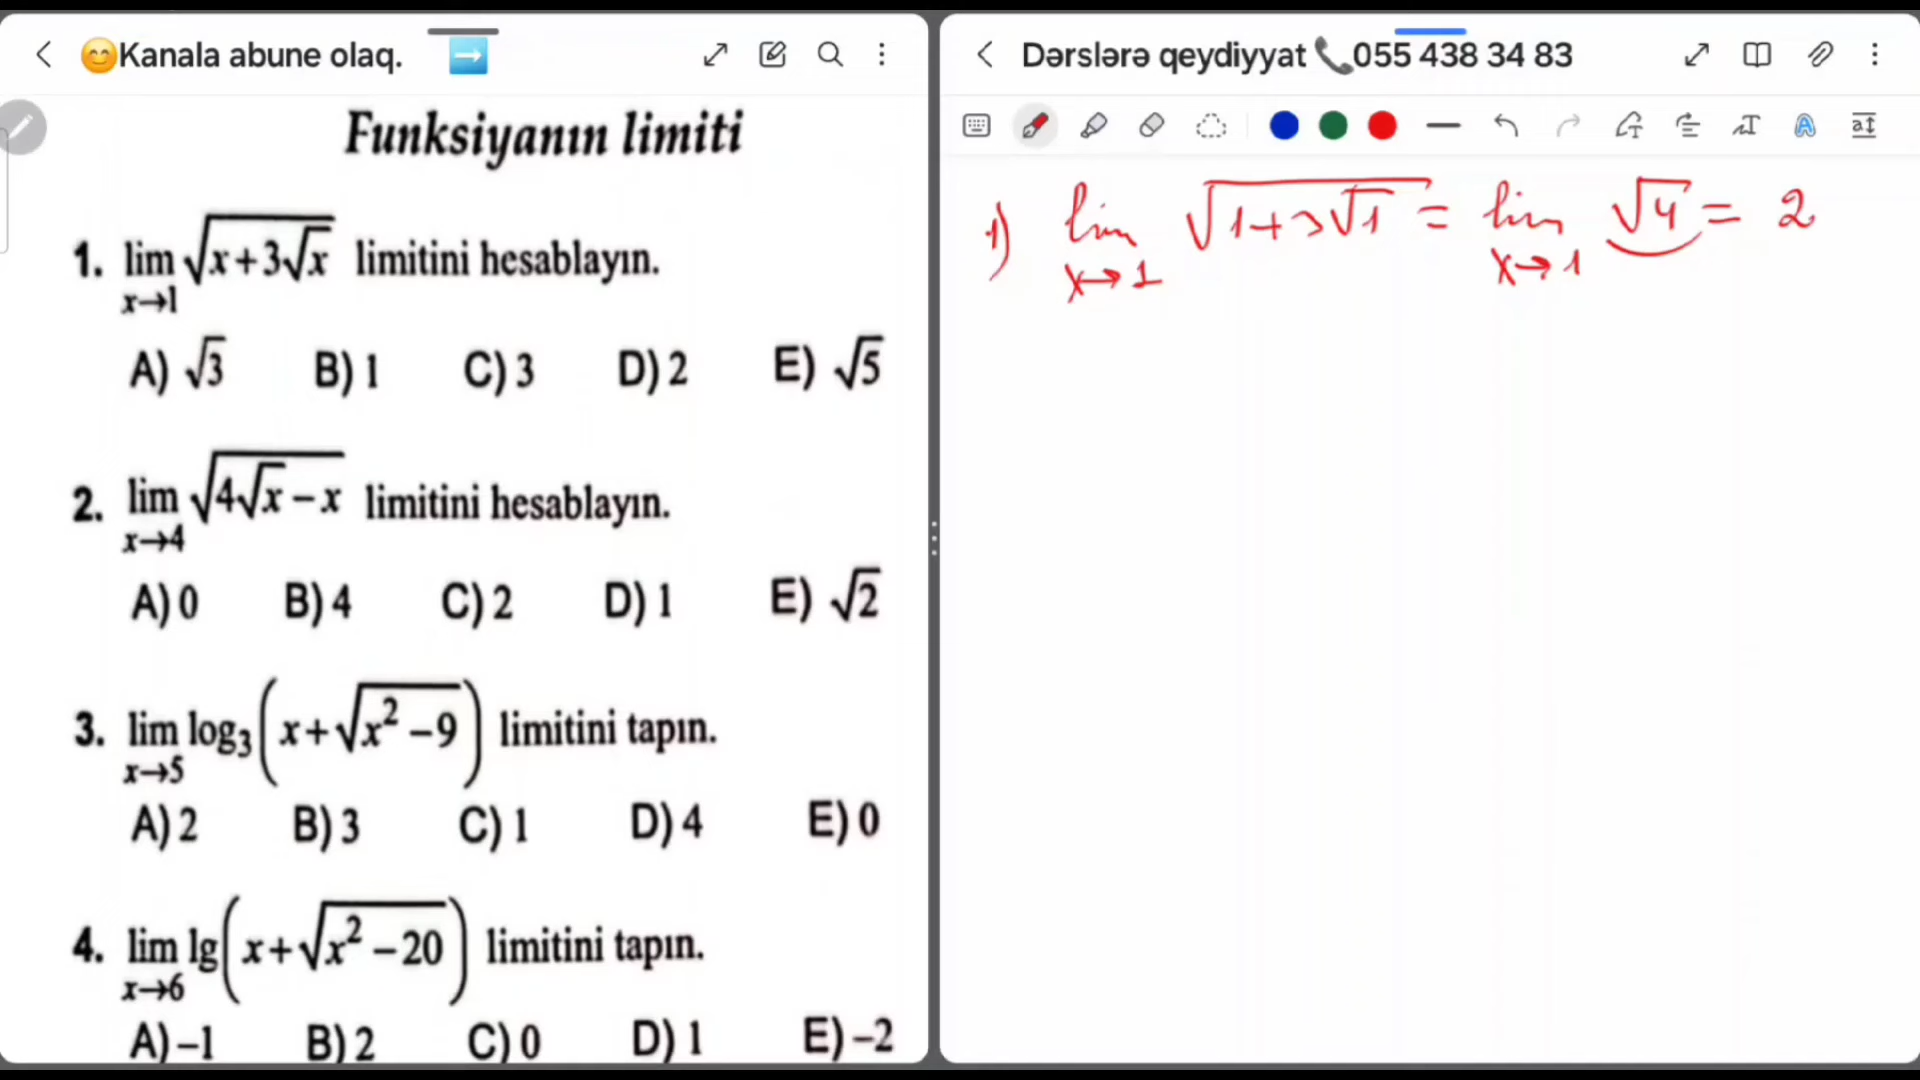 😊Kanala abune olaq. ➡️
Funksiyanın limiti
1. lim x→1 √(x+3√x) limitini hesablayın.
A) √3 B) 1 C) 3 D) 2 E) √5
2. lim x→4 √(4√x−x) limitini hesablayın.
A) 0 B) 4 C) 2 D) 1 E) √2
3. lim x→5 log₃(x+√(x²−9)) limitini tapın.
A) 2 B) 3 C) 1 D) 4 E) 0
4. lim x→6 lg(x+√(x²−20)) limitini tapın.
A) −1 B) 2 C) 0 D) 1 E) −2
Dərslərə qeydiyyat 📞055 438 34 83
1) lim x→1 √(1+3√1) = lim x→1 √4 = 2